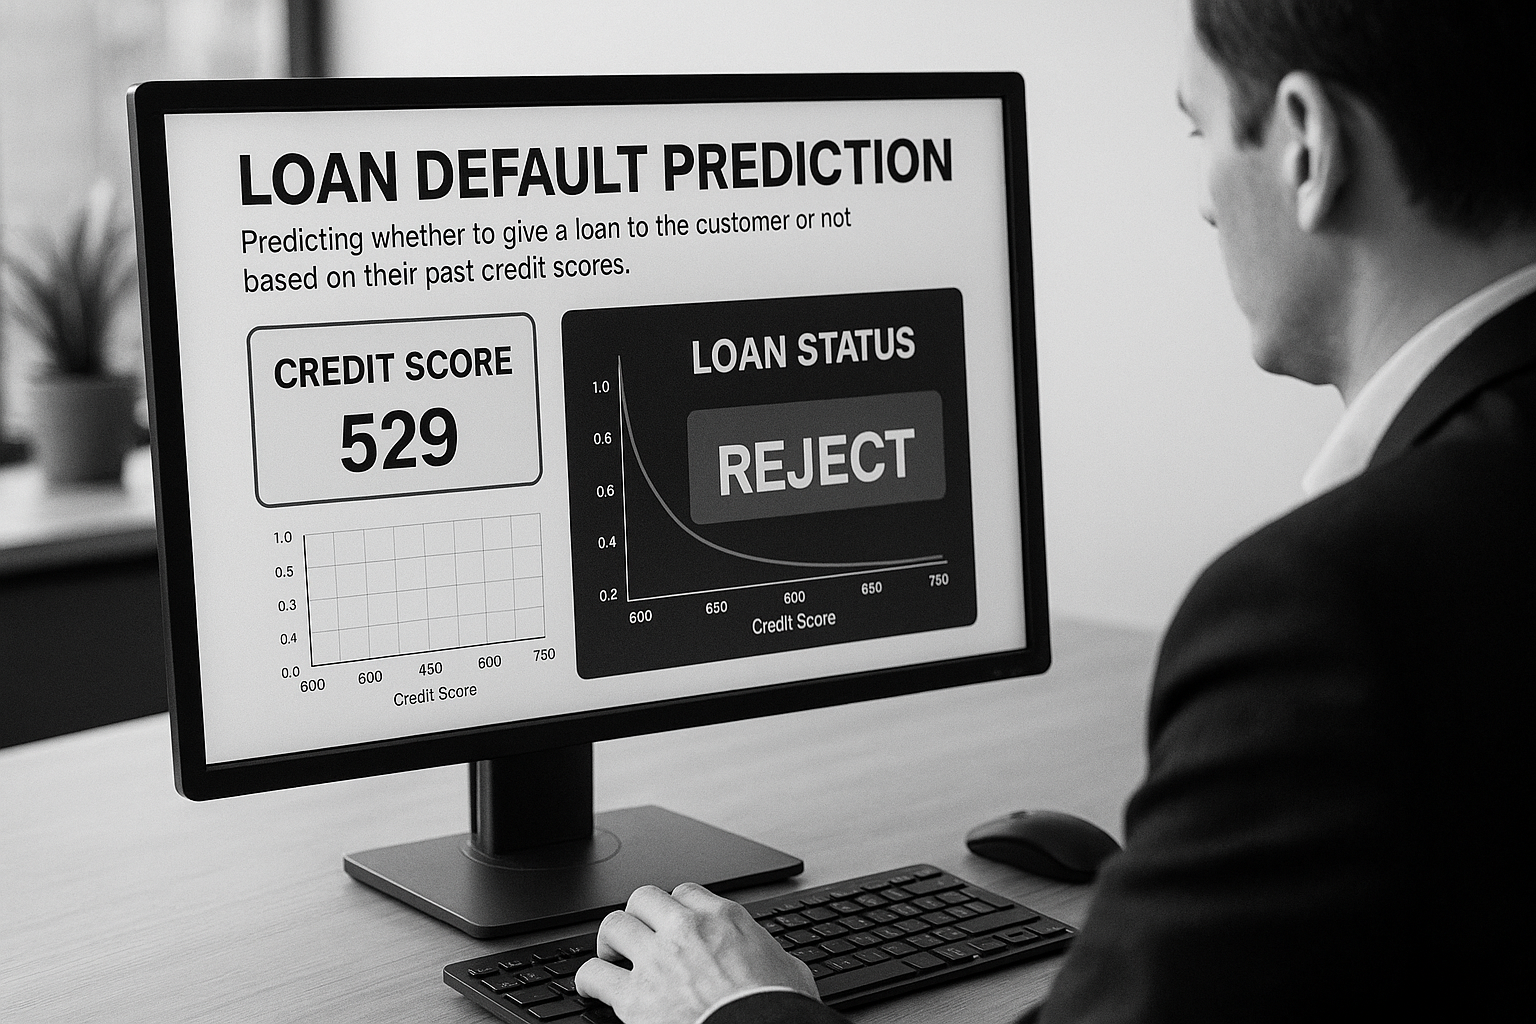 LOAN DEFAULT PREDICTION
Predicting whether to give a loan to the customer or not
based on their past credit scores.
CREDIT SCORE
529
1.0
0.5
0.3
0.4
0.0
600 600 450 600 750
Credit Score
LOAN STATUS
REJECT
1.0
0.6
0.6
0.4
0.2
600 650 600 650 750
Credlt Score